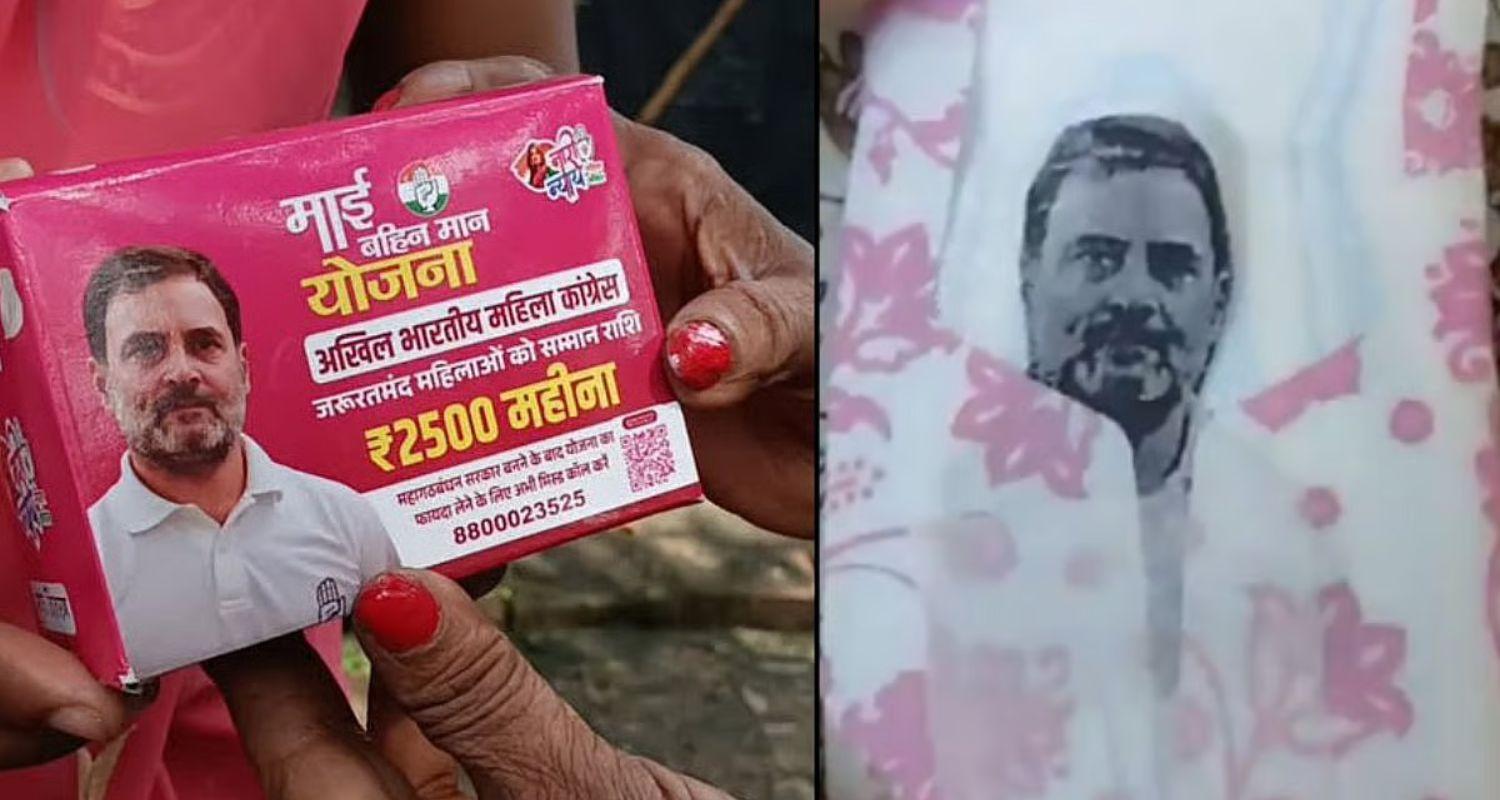 माई
बहिन मान
योजना
नारी
न्याय
अखिल भारतीय महिला कांग्रेस
जरूरतमंद महिलाओं को सम्मान राशि
₹2500 महीना
महागठबंधन सरकार बनने के बाद योजना का
फायदा लेने के लिए अभी मिस्ड कॉल करें
8800023525